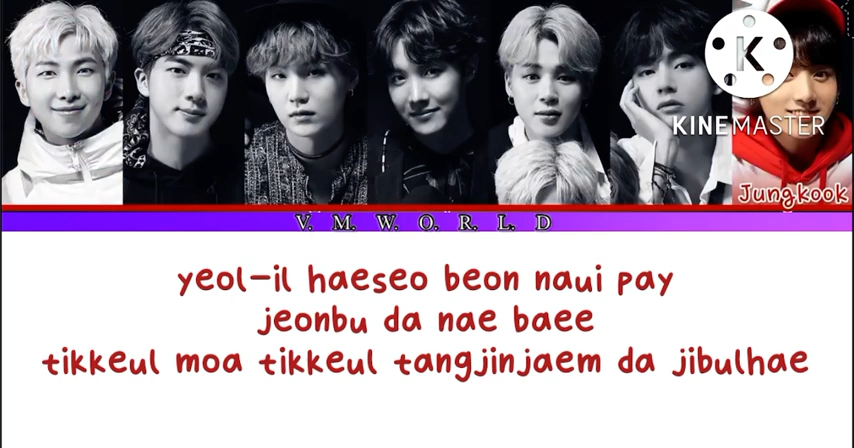 K
KINEMASTER
Jungkook
V. M. W. O. R. L. D
yeol-il haeseo beon naui pay
jeonbu da nae baee
tikkeul moa tikkeul tangjinjaem da jibulhae